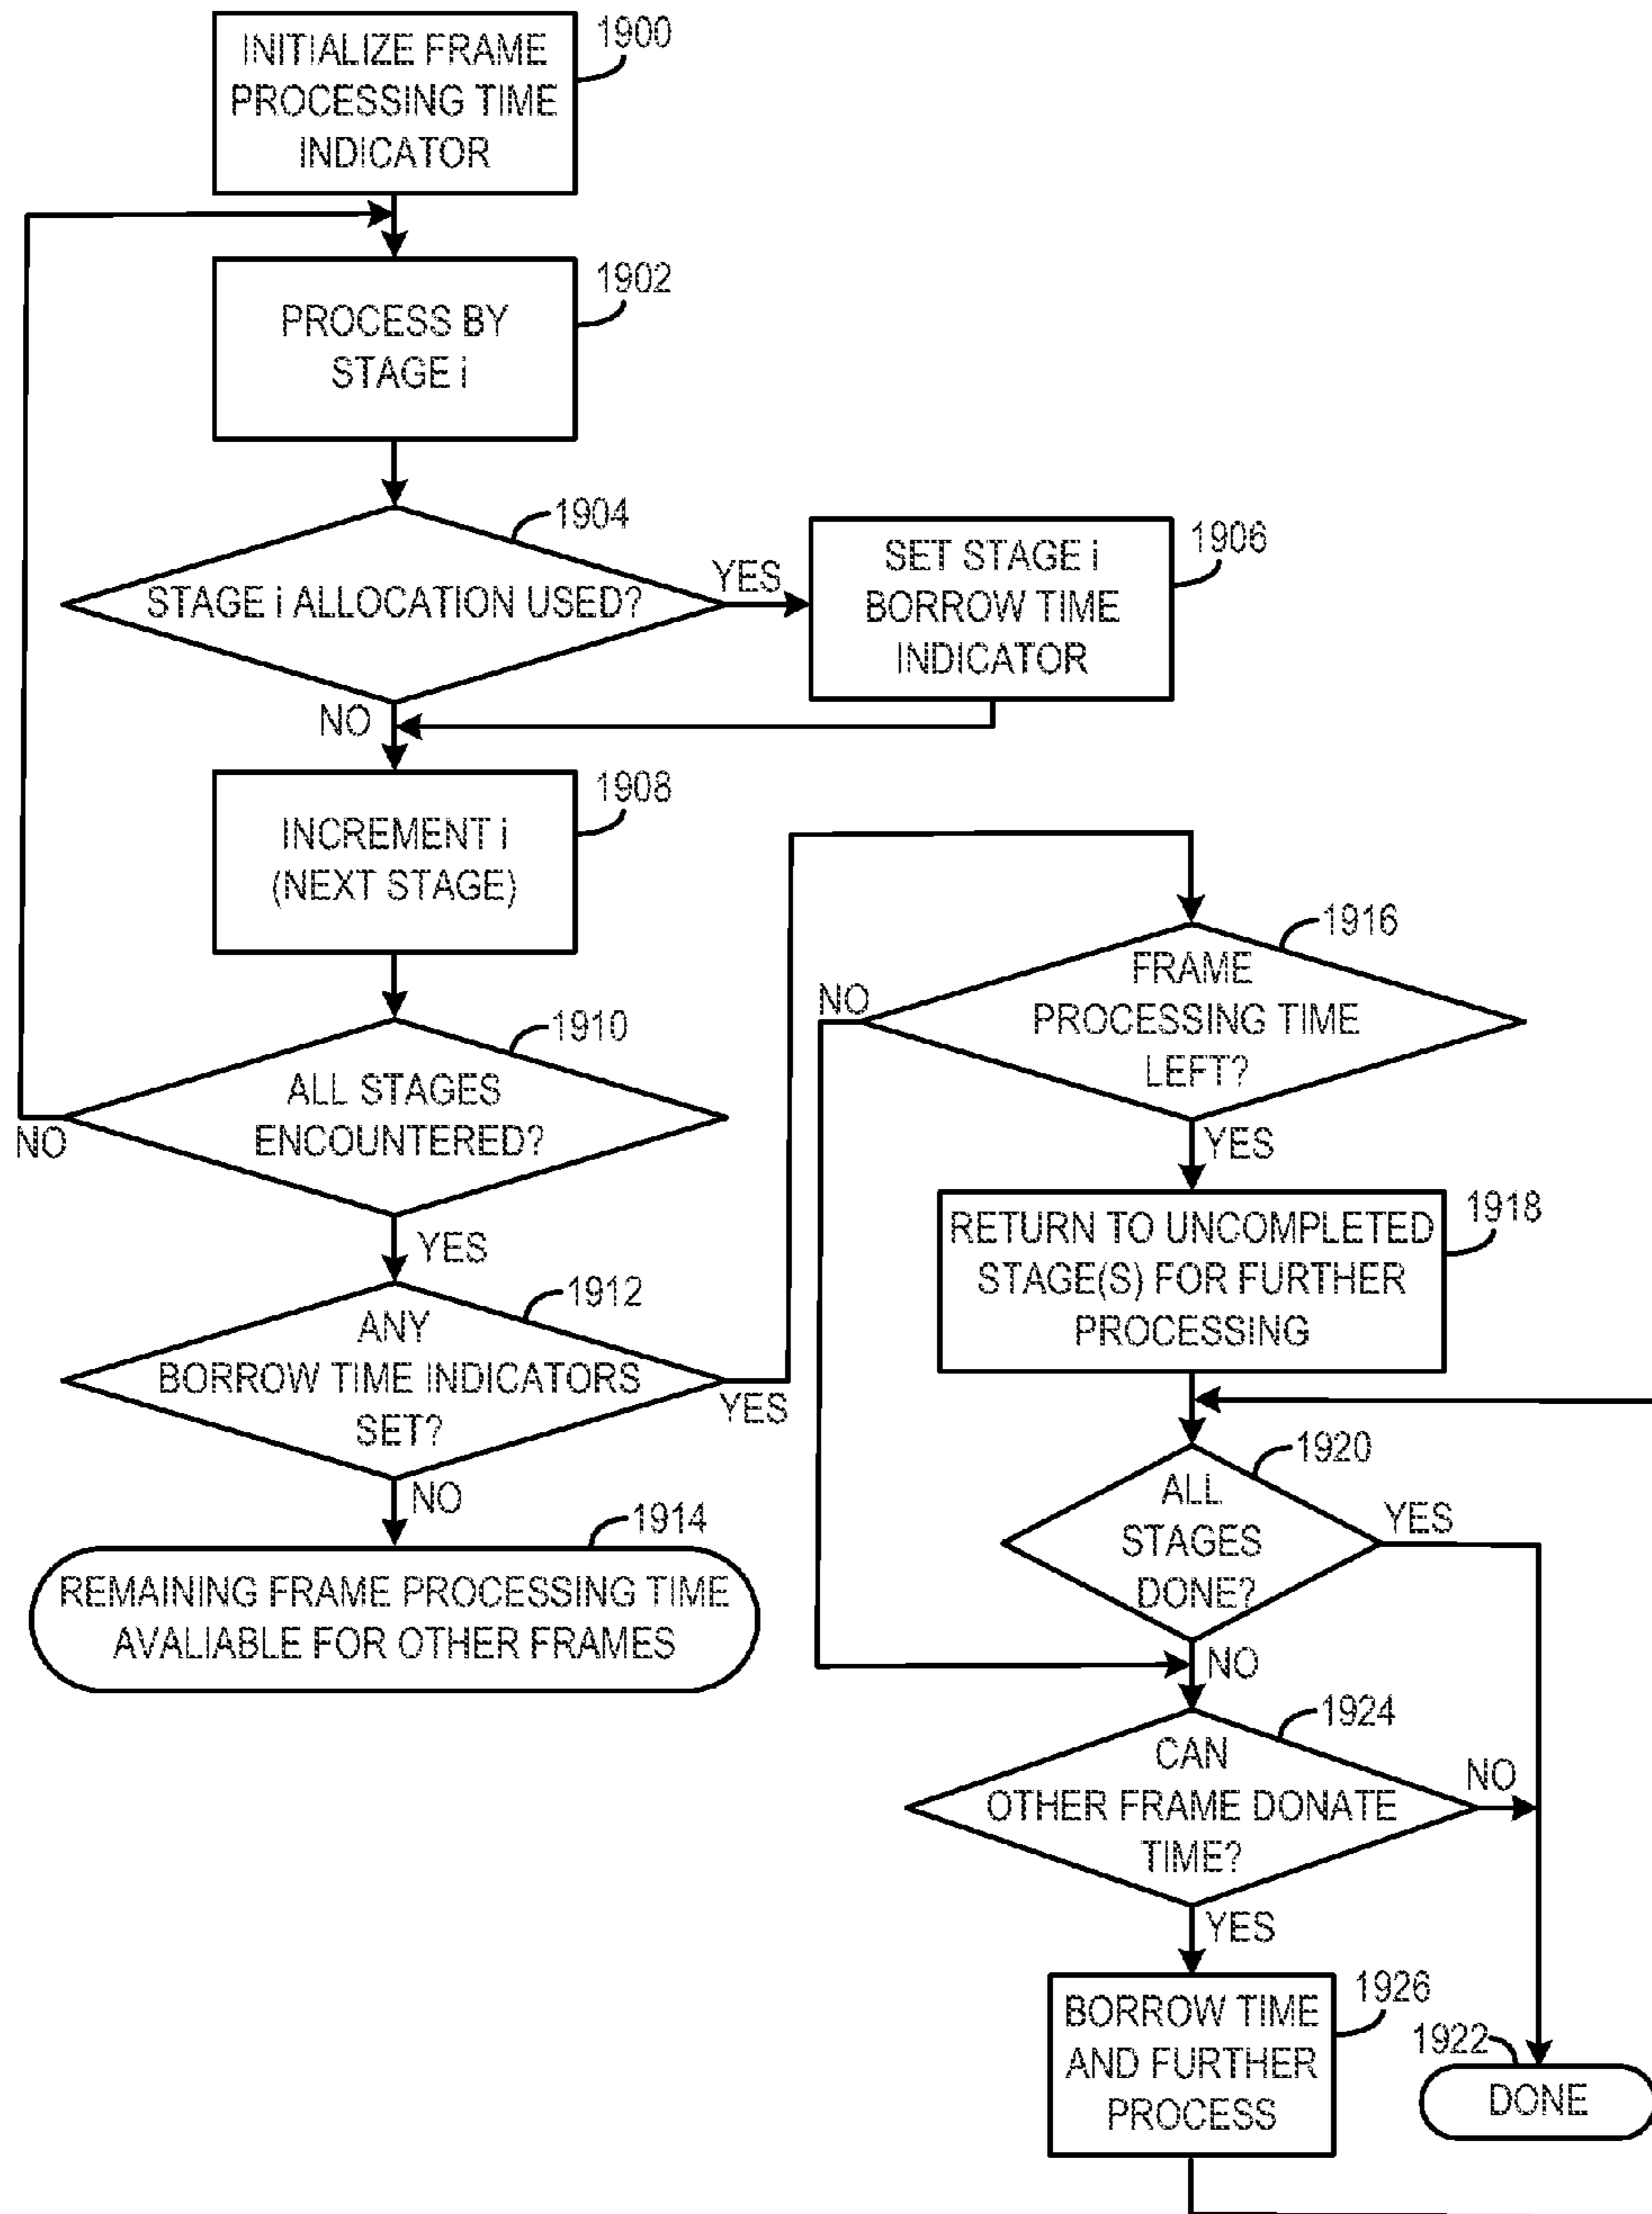 INITIALIZE FRAME
PROCESSING TIME
INDICATOR
1900
PROCESS BY
STAGE i
1902
STAGE i ALLOCATION USED?
1904
YES
NO
SET STAGE i
BORROW TIME
INDICATOR
1906
INCREMENT i
(NEXT STAGE)
1908
ALL STAGES
ENCOUNTERED?
1910
NO
YES
ANY
BORROW TIME INDICATORS
SET?
1912
YES
NO
REMAINING FRAME PROCESSING TIME
AVALIABLE FOR OTHER FRAMES
1914
FRAME
PROCESSING TIME
LEFT?
1916
NO
YES
RETURN TO UNCOMPLETED
STAGE(S) FOR FURTHER
PROCESSING
1918
ALL
STAGES
DONE?
1920
YES
NO
CAN
OTHER FRAME DONATE
TIME?
1924
NO
YES
BORROW TIME
AND FURTHER
PROCESS
1926
1922
DONE